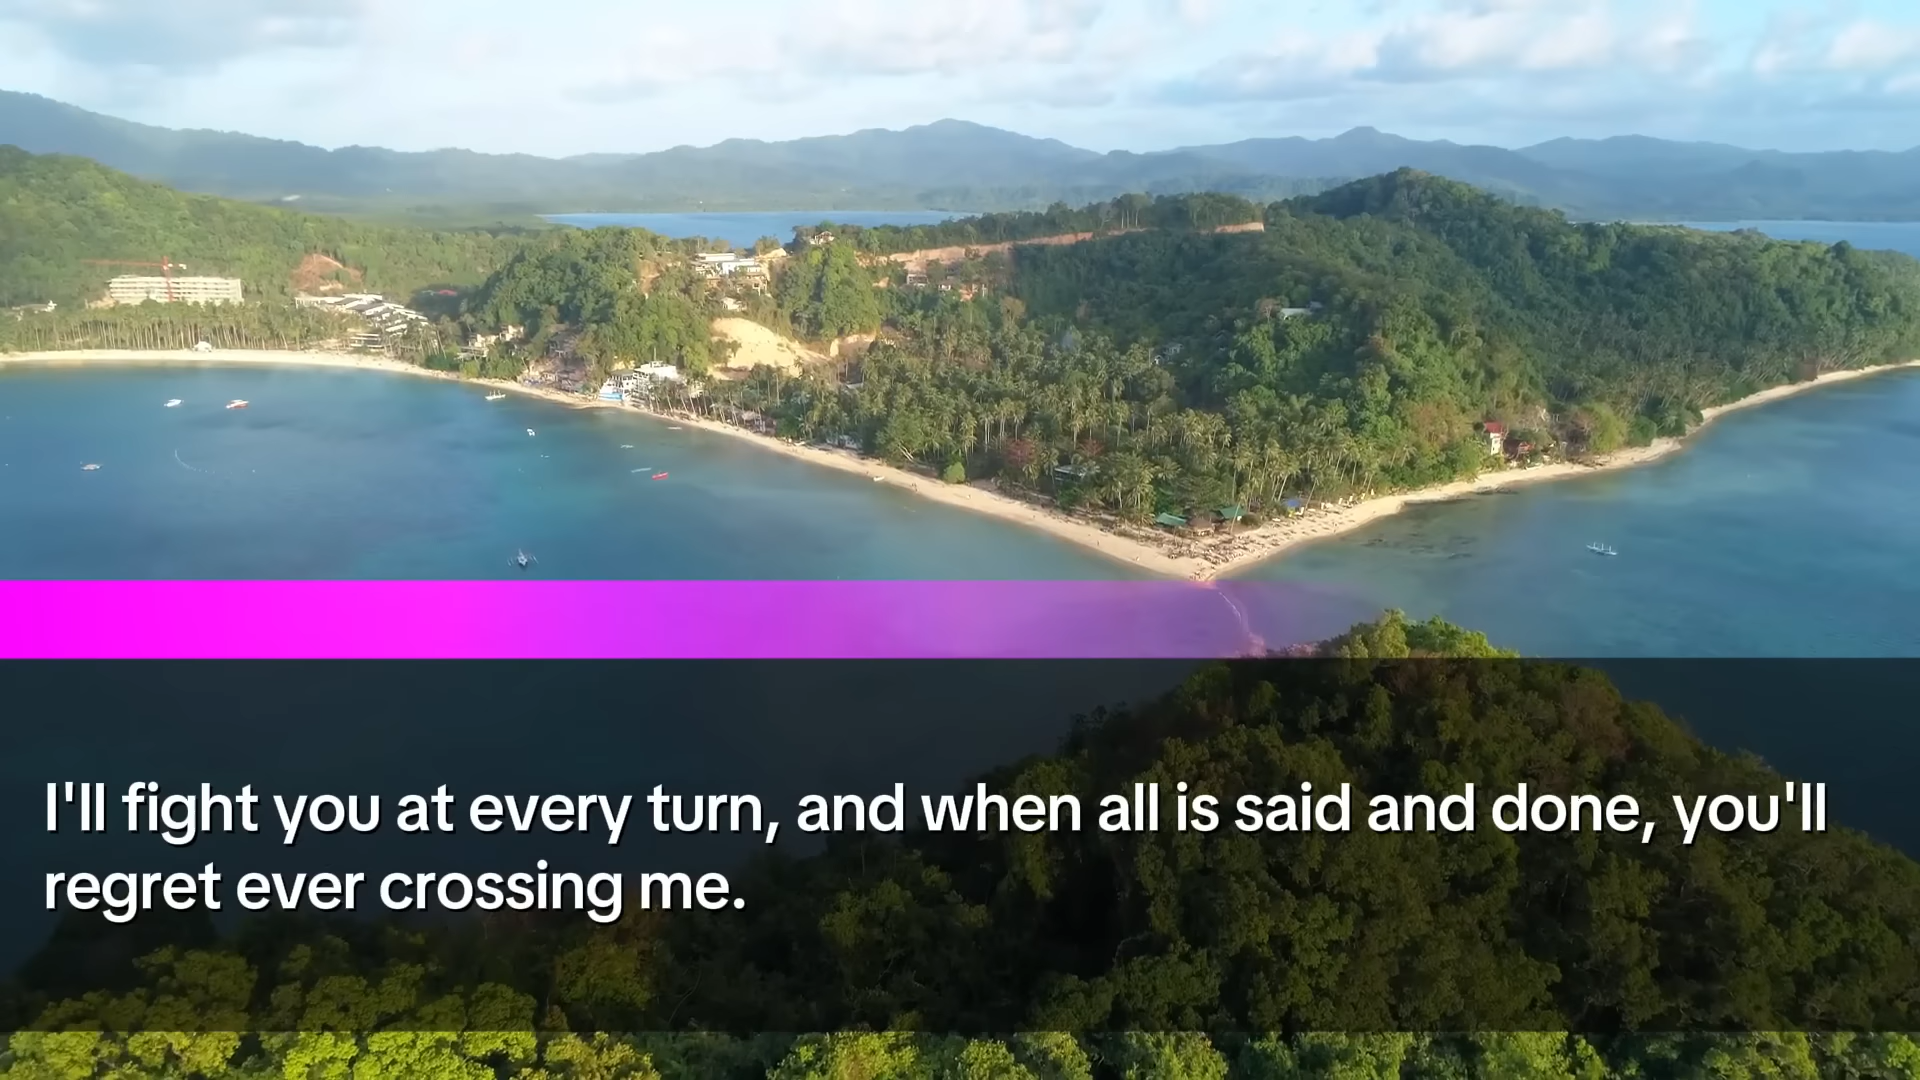 I'll fight you at every turn, and when all is said and done, you'll
regret ever crossing me.